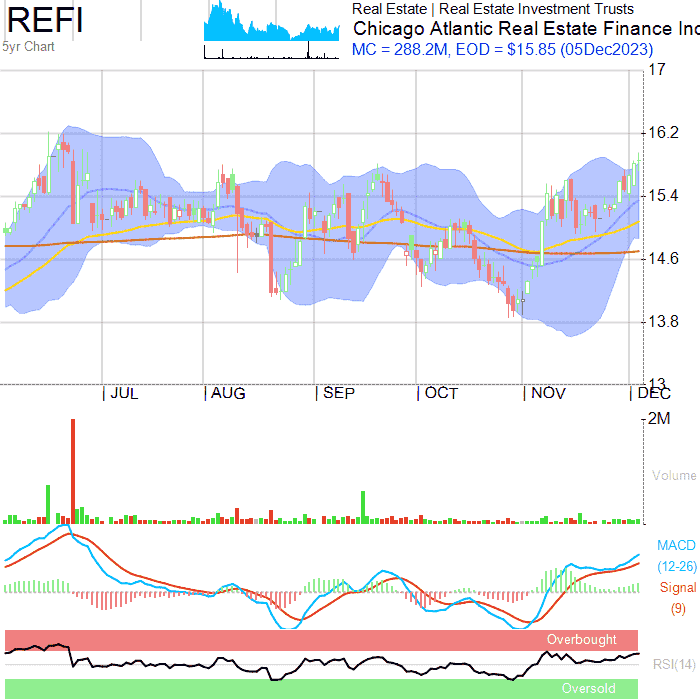 REFI
5yr Chart
Real Estate | Real Estate Investment Trusts
Chicago Atlantic Real Estate Finance Inc
MC = 288.2M, EOD = $15.85 (05Dec2023)
17
16.2
15.4
14.6
13.8
13
|JUL |AUG |SEP |OCT |NOV |DEC
2M
Volume
MACD
(12-26)
Signal
(9)
Overbought
RSI(14)
Oversold